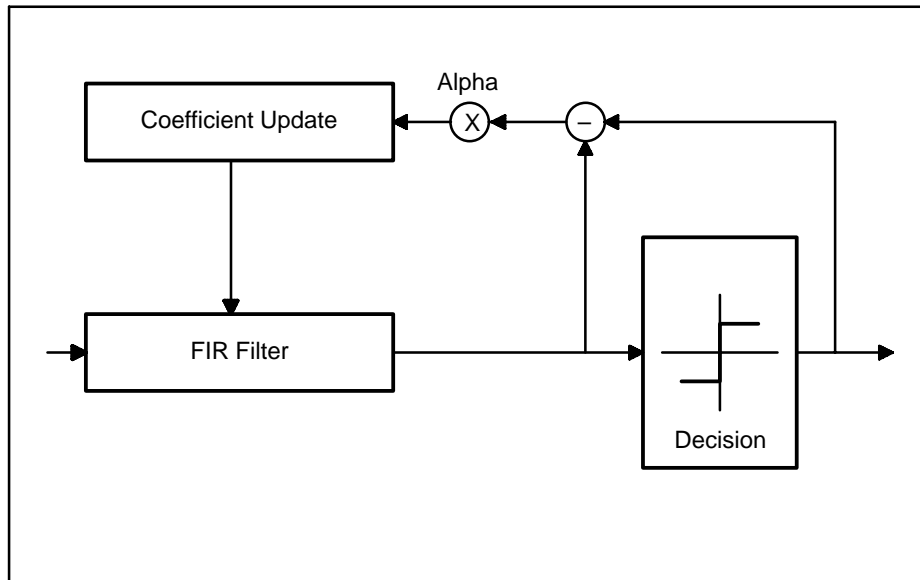 Alpha
Coefficient Update
X
–
FIR Filter
Decision